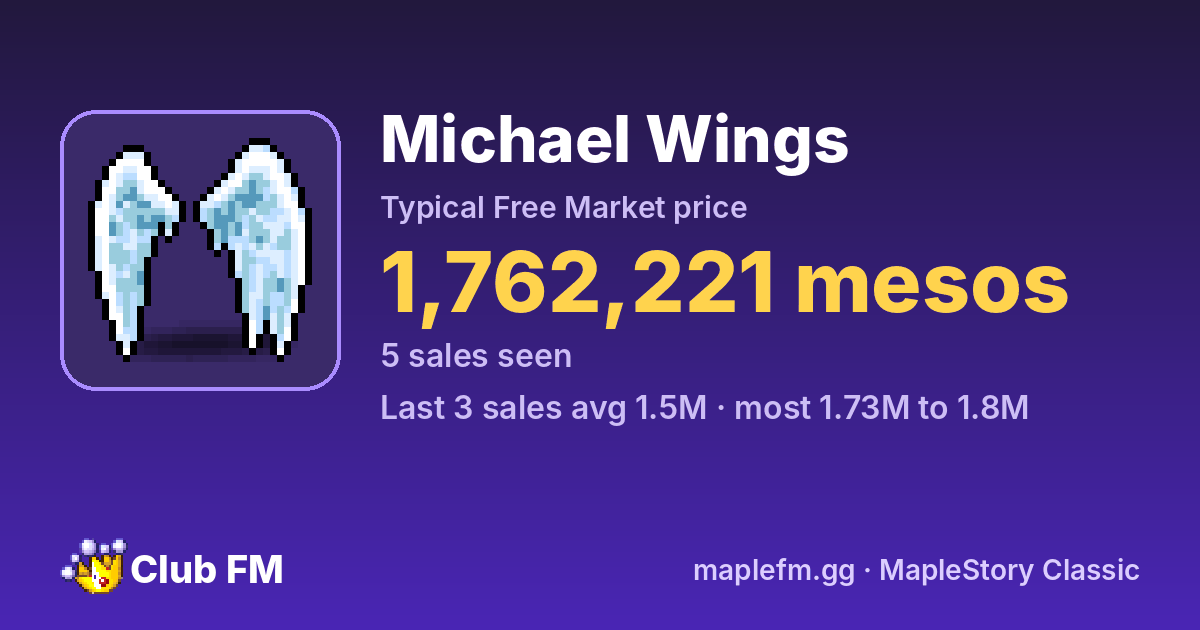 Michael Wings
Typical Free Market price
1,762,221 mesos
5 sales seen
Last 3 sales avg 1.5M · most 1.73M to 1.8M
Club FM
maplefm.gg · MapleStory Classic